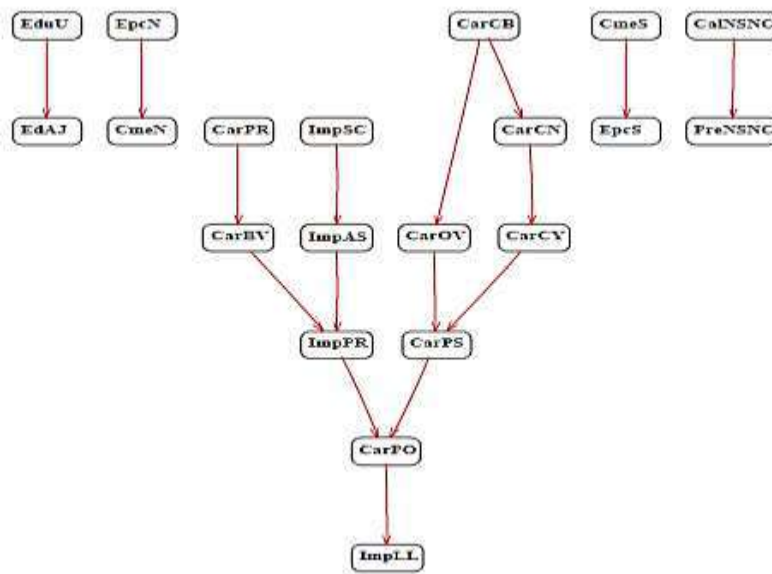 EduU EpcN CarCB CmeS CalNSNC
EdAJ CmeN CarPR ImpSC CarCN EpcS PreNSNC
CarBV ImpAS CarOV CarCY
ImpPR CarPS
CarPO
ImpLL